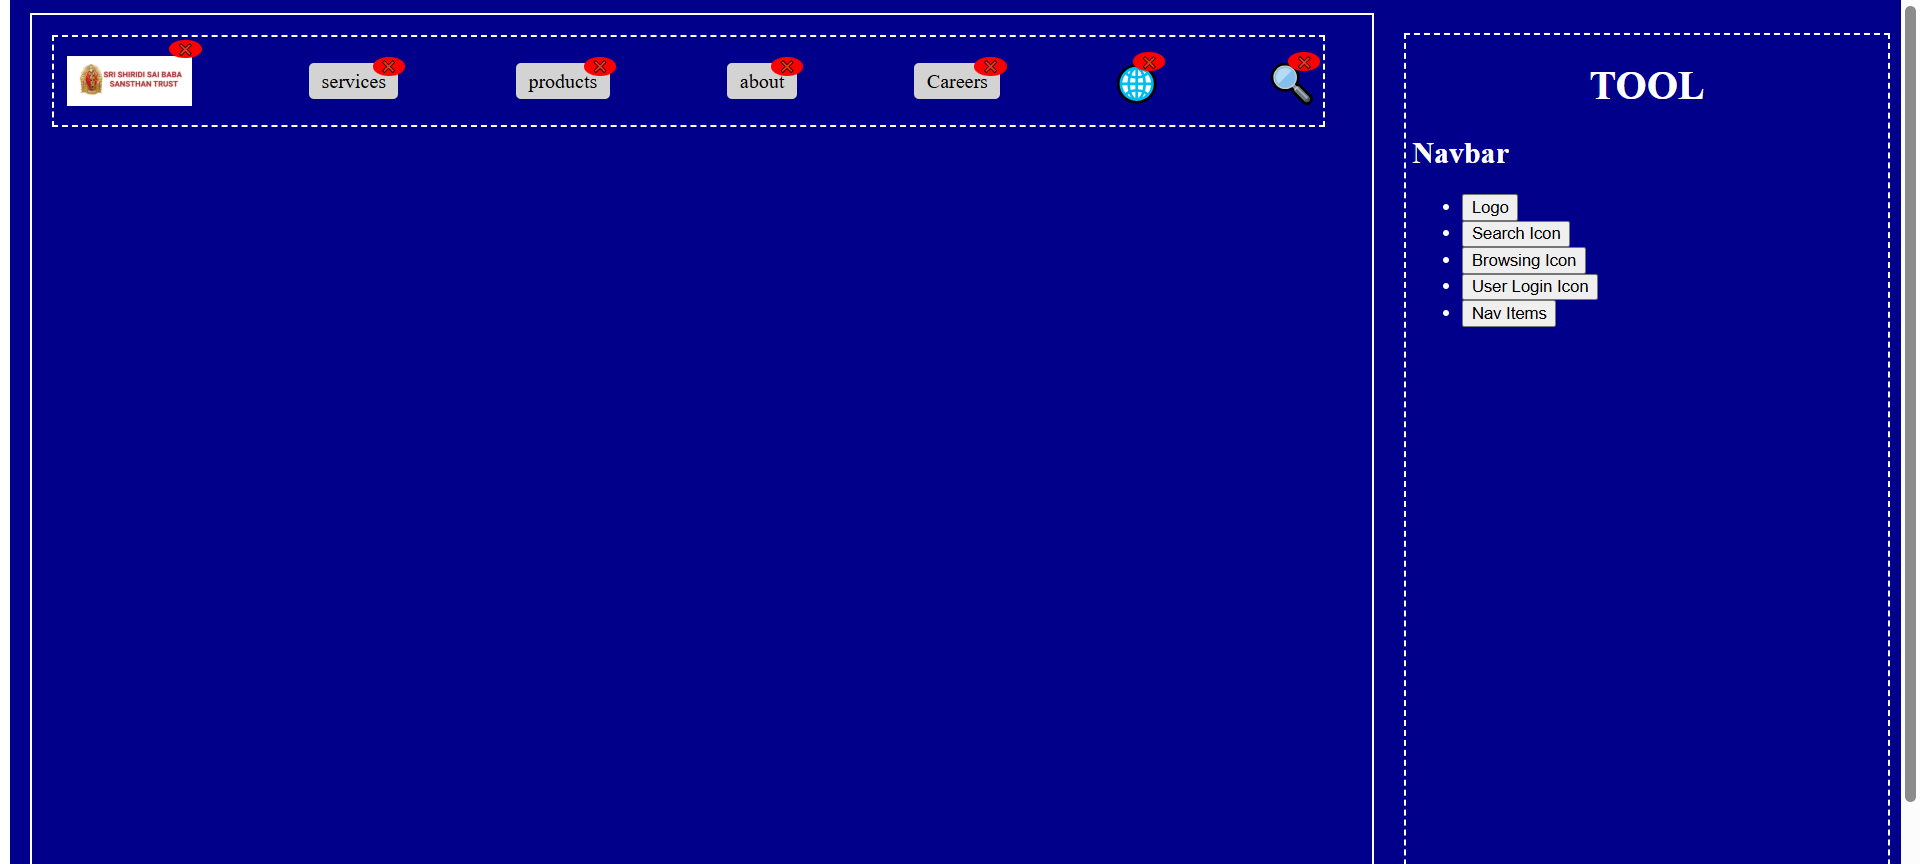 SRI SHIRIDI SAI BABA
SANSTHAN TRUST
services
products
about
Careers
TOOL
Navbar
Logo
Search Icon
Browsing Icon
User Login Icon
Nav Items